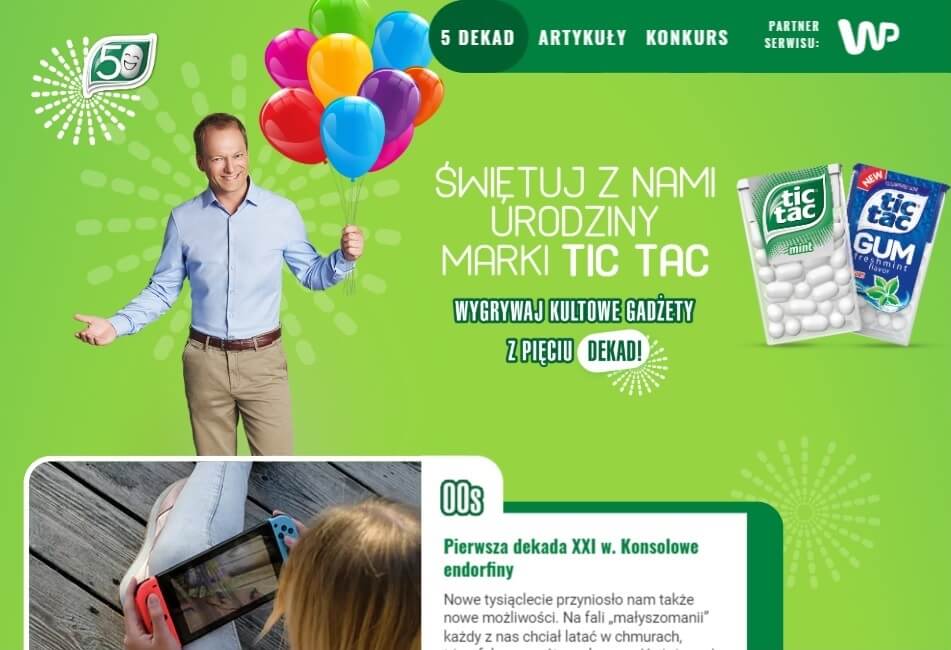 50
5 DEKAD ARTYKUŁY KONKURS
PARTNER
SERWISU:
WP
ŚWIĘTUJ Z NAMI
URODZINY
MARKI TIC TAC
WYGRYWAJ KULTOWE GADŻETY
Z PIĘCIU DEKAD!
tic
tac
mint
NEW
tic
tac
GUM
freshmint
flavor
00s
Pierwsza dekada XXI w. Konsolowe
endorfiny
Nowe tysiąclecie przyniosło nam także
nowe możliwości. Na fali „małyszomanii”
każdy z nas chciał latać w chmurach,